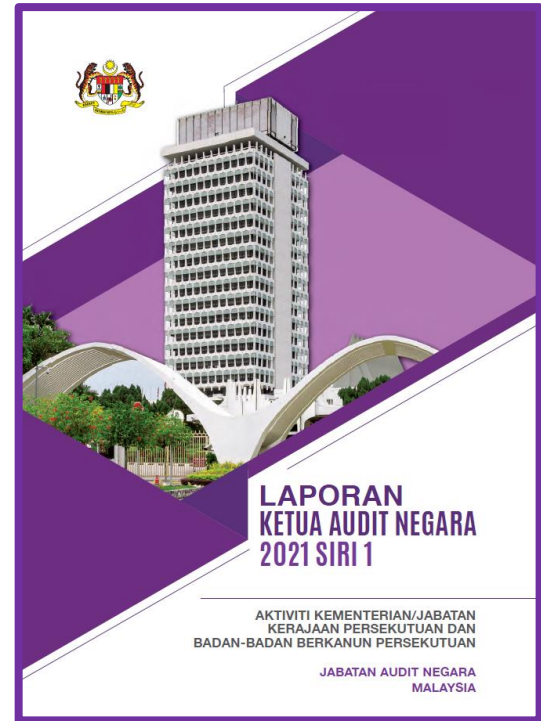 LAPORAN
KETUA AUDIT NEGARA
2021 SIRI 1
AKTIVITI KEMENTERIAN/JABATAN
KERAJAAN PERSEKUTUAN DAN
BADAN-BADAN BERKANUN PERSEKUTUAN
JABATAN AUDIT NEGARA
MALAYSIA